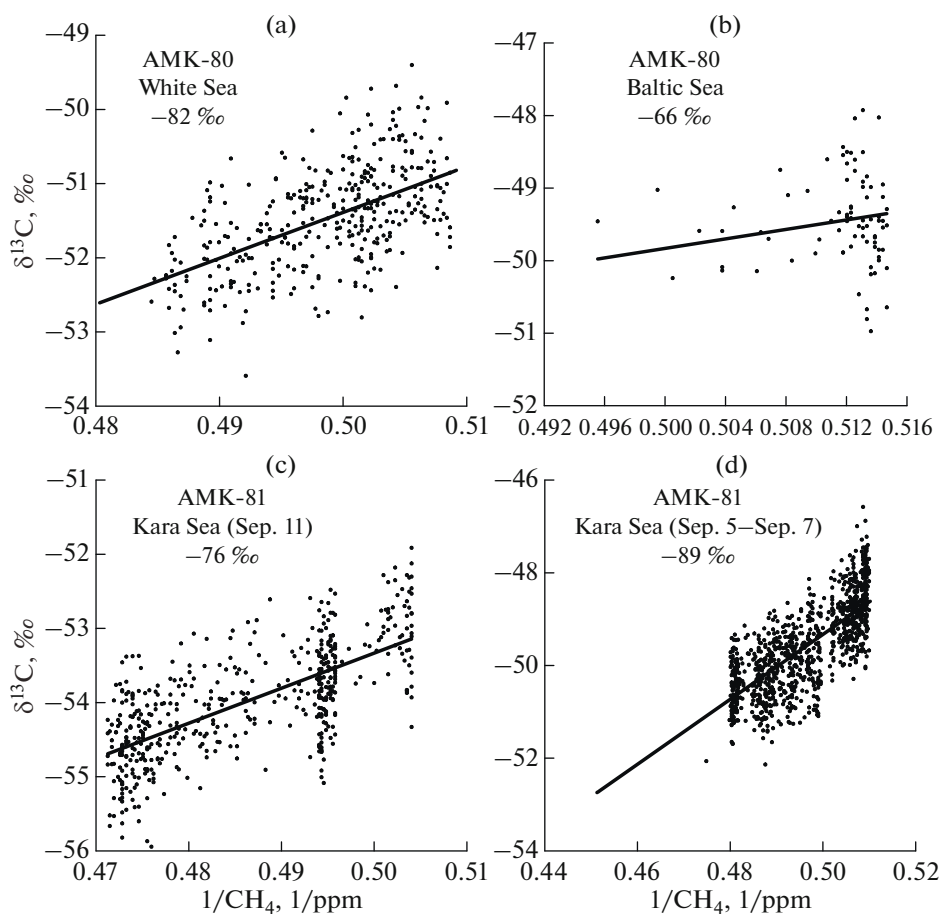 (a)
AMK-80
White Sea
−82 ‰
−49
−50
−51
−52
−53
−54
0.48 0.49 0.50 0.51
δ¹³C, ‰
(b)
AMK-80
Baltic Sea
−66 ‰
−47
−48
−49
−50
−51
−52
0.492 0.496 0.500 0.504 0.508 0.512 0.516
(c)
AMK-81
Kara Sea (Sep. 11)
−76 ‰
−51
−52
−53
−54
−55
−56
0.47 0.48 0.49 0.50 0.51
δ¹³C, ‰
1/CH₄, 1/ppm
(d)
AMK-81
Kara Sea (Sep. 5−Sep. 7)
−89 ‰
−46
−48
−50
−52
−54
0.44 0.46 0.48 0.50 0.52
1/CH₄, 1/ppm